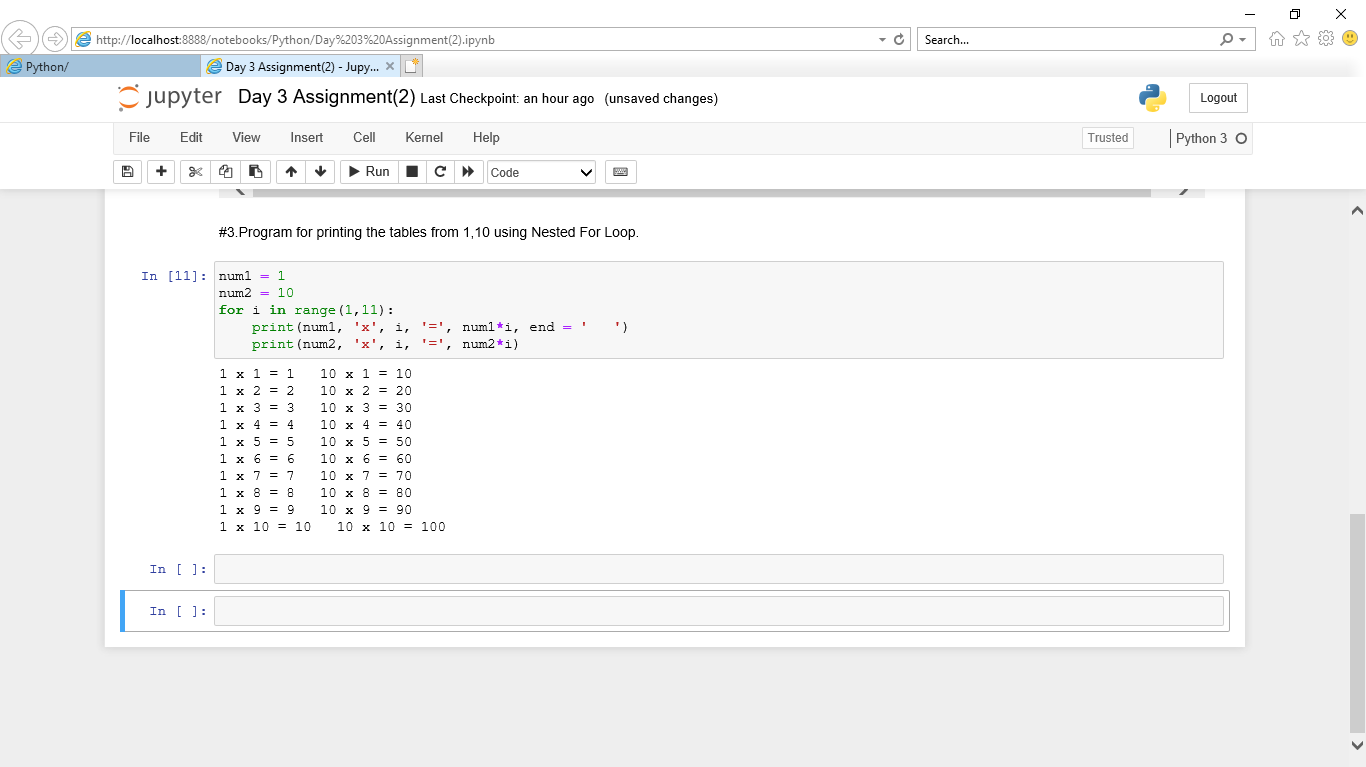 http://localhost:8888/notebooks/Python/Day%203%20Assignment(2).ipynb
Search...
Python/
Day 3 Assignment(2) - Jupy...
jupyter Day 3 Assignment(2) Last Checkpoint: an hour ago (unsaved changes)
Logout
File Edit View Insert Cell Kernel Help
Trusted
Python 3
Run
Code
#3.Program for printing the tables from 1,10 using Nested For Loop.
In [11]: num1 = 1
num2 = 10
for i in range(1,11):
    print(num1, 'x', i, '=', num1*i, end = '   ')
    print(num2, 'x', i, '=', num2*i)
1 x 1 = 1   10 x 1 = 10
1 x 2 = 2   10 x 2 = 20
1 x 3 = 3   10 x 3 = 30
1 x 4 = 4   10 x 4 = 40
1 x 5 = 5   10 x 5 = 50
1 x 6 = 6   10 x 6 = 60
1 x 7 = 7   10 x 7 = 70
1 x 8 = 8   10 x 8 = 80
1 x 9 = 9   10 x 9 = 90
1 x 10 = 10   10 x 10 = 100
In [ ]:
In [ ]: